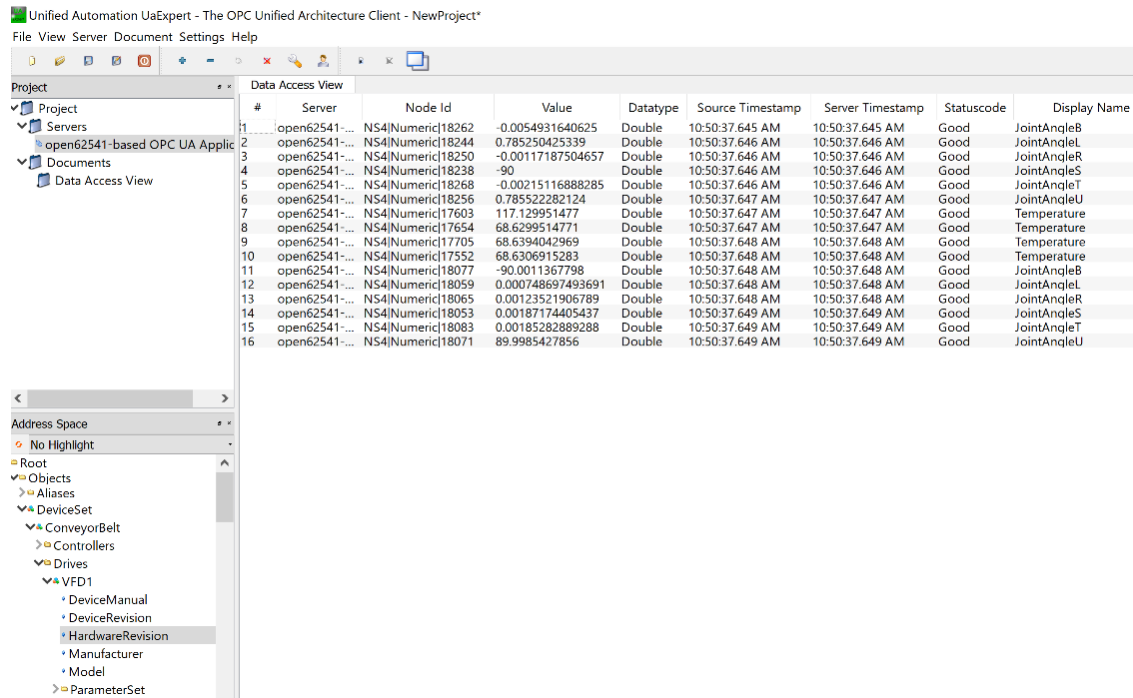 Unified Automation UaExpert - The OPC Unified Architecture Client - NewProject*
File View Server Document Settings Help
Project
Project
Servers
open62541-based OPC UA Applic
Documents
Data Access View
Data Access View
# Server Node Id Value Datatype Source Timestamp Server Timestamp Statuscode Display Name
1 open62541-... NS4|Numeric|18262 -0.0054931640625 Double 10:50:37.645 AM 10:50:37.645 AM Good JointAngleB
2 open62541-... NS4|Numeric|18244 0.785250425339 Double 10:50:37.646 AM 10:50:37.646 AM Good JointAngleL
3 open62541-... NS4|Numeric|18250 -0.00117187504657 Double 10:50:37.646 AM 10:50:37.646 AM Good JointAngleR
4 open62541-... NS4|Numeric|18238 -90 Double 10:50:37.646 AM 10:50:37.646 AM Good JointAngleS
5 open62541-... NS4|Numeric|18268 -0.00215116888285 Double 10:50:37.646 AM 10:50:37.646 AM Good JointAngleT
6 open62541-... NS4|Numeric|18256 0.785522282124 Double 10:50:37.647 AM 10:50:37.647 AM Good JointAngleU
7 open62541-... NS4|Numeric|17603 117.129951477 Double 10:50:37.647 AM 10:50:37.647 AM Good Temperature
8 open62541-... NS4|Numeric|17654 68.6299514771 Double 10:50:37.647 AM 10:50:37.647 AM Good Temperature
9 open62541-... NS4|Numeric|17705 68.6394042969 Double 10:50:37.648 AM 10:50:37.648 AM Good Temperature
10 open62541-... NS4|Numeric|17552 68.6306915283 Double 10:50:37.648 AM 10:50:37.648 AM Good Temperature
11 open62541-... NS4|Numeric|18077 -90.0011367798 Double 10:50:37.648 AM 10:50:37.648 AM Good JointAngleB
12 open62541-... NS4|Numeric|18059 0.000748697493691 Double 10:50:37.648 AM 10:50:37.648 AM Good JointAngleL
13 open62541-... NS4|Numeric|18065 0.00123521906789 Double 10:50:37.648 AM 10:50:37.648 AM Good JointAngleR
14 open62541-... NS4|Numeric|18053 0.00187174405437 Double 10:50:37.649 AM 10:50:37.649 AM Good JointAngleS
15 open62541-... NS4|Numeric|18083 0.00185282889288 Double 10:50:37.649 AM 10:50:37.649 AM Good JointAngleT
16 open62541-... NS4|Numeric|18071 89.9985427856 Double 10:50:37.649 AM 10:50:37.649 AM Good JointAngleU
Address Space
No Highlight
Root
Objects
Aliases
DeviceSet
ConveyorBelt
Controllers
Drives
VFD1
DeviceManual
DeviceRevision
HardwareRevision
Manufacturer
Model
ParameterSet